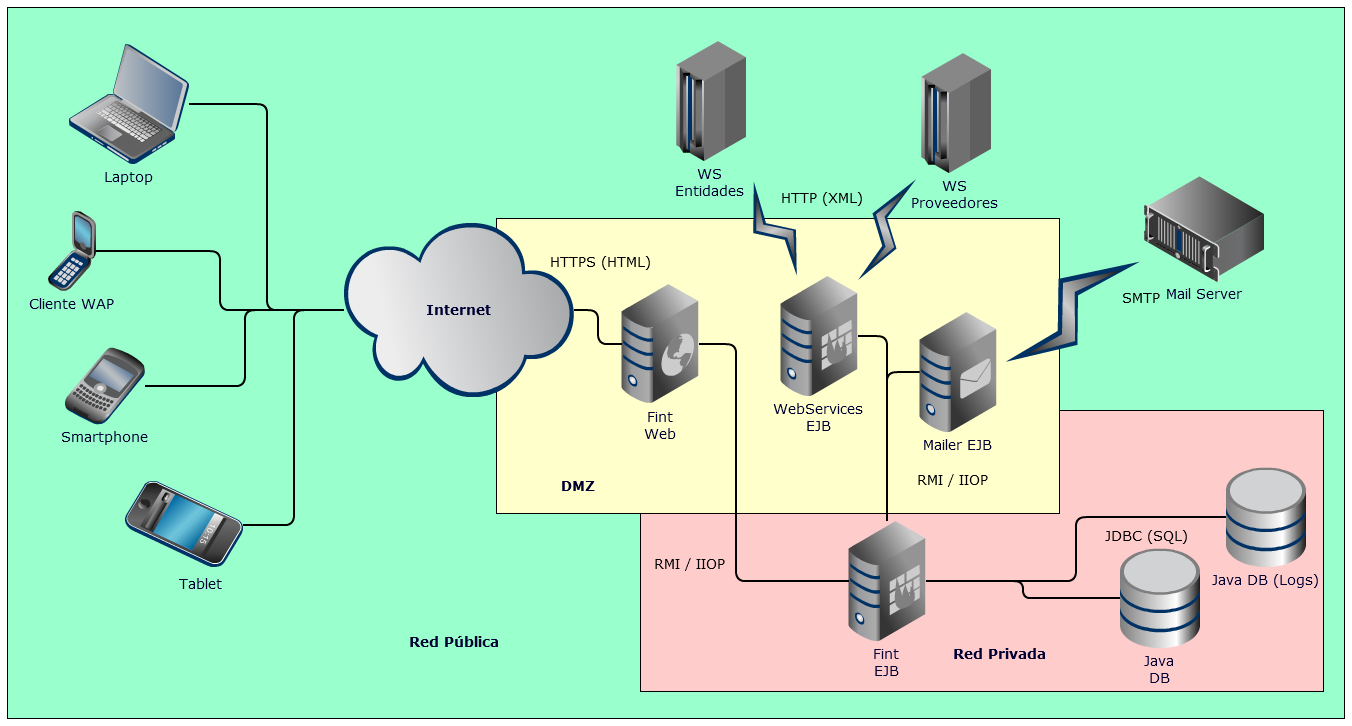 Laptop
Cliente WAP
Smartphone
Tablet
10:15
Internet
WS
Entidades
WS
Proveedores
HTTP (XML)
Mail Server
SMTP
HTTPS (HTML)
Fint
Web
WebServices
EJB
Mailer EJB
DMZ
RMI / IIOP
RMI / IIOP
JDBC (SQL)
Java DB (Logs)
Java
DB
Fint
EJB
Red Pública
Red Privada